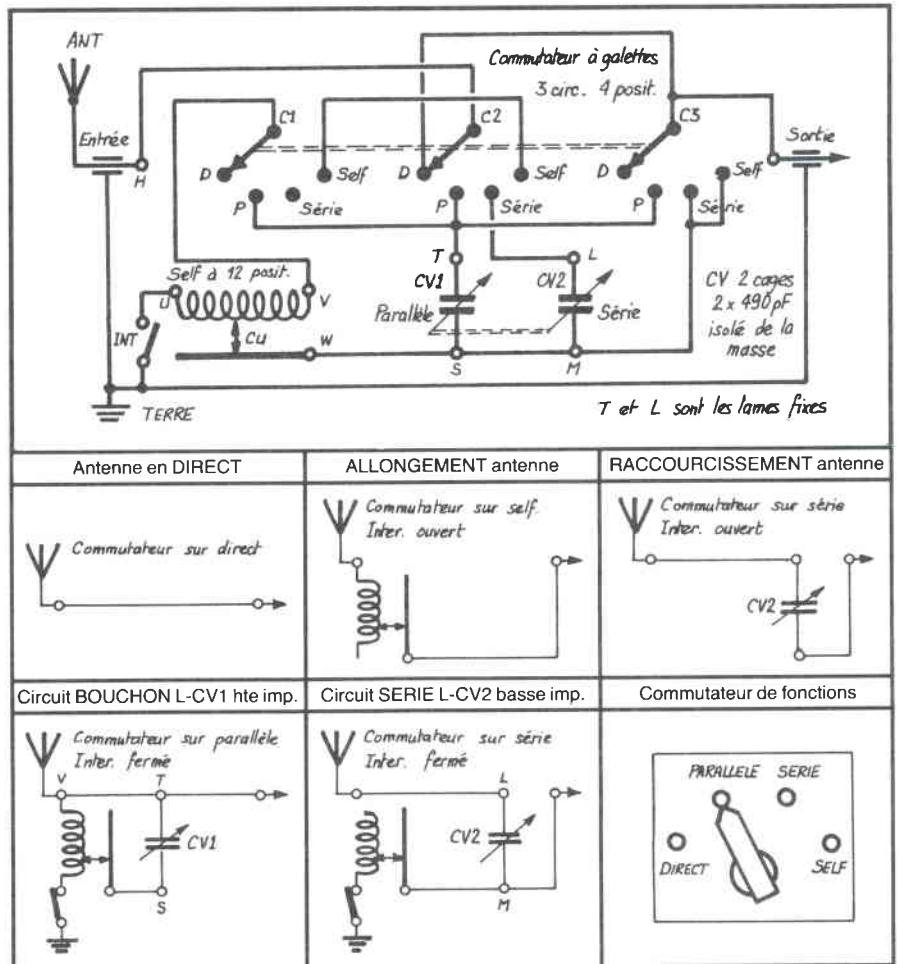 ANT
Commutateur à galettes
3 circ. 4 posit.
C1
C2
C3
Entrée
Sortie
H
D
Self
D
Self
D
Self
P
Série
P
Série
P
Série
T
L
Self à 12 posit.
CV1
CV2
CV 2 cages
2 x 490 pF
isolé de la
masse
U
V
Parallèle
Série
INT
Cu
W
S
M
TERRE
T et L sont les lames fixes
Antenne en DIRECT
Commutateur sur direct
ALLONGEMENT antenne
Commutateur sur self.
Inter. ouvert
RACCOURCISSEMENT antenne
Commutateur sur série
Inter. ouvert
CV2
Circuit BOUCHON L-CV1 hte imp.
Commutateur sur parallèle
Inter. fermé
V
T
CV1
S
Circuit SERIE L-CV2 basse imp.
Commutateur sur série
Inter. fermé
L
CV2
M
Commutateur de fonctions
PARALLELE SERIE
DIRECT
SELF